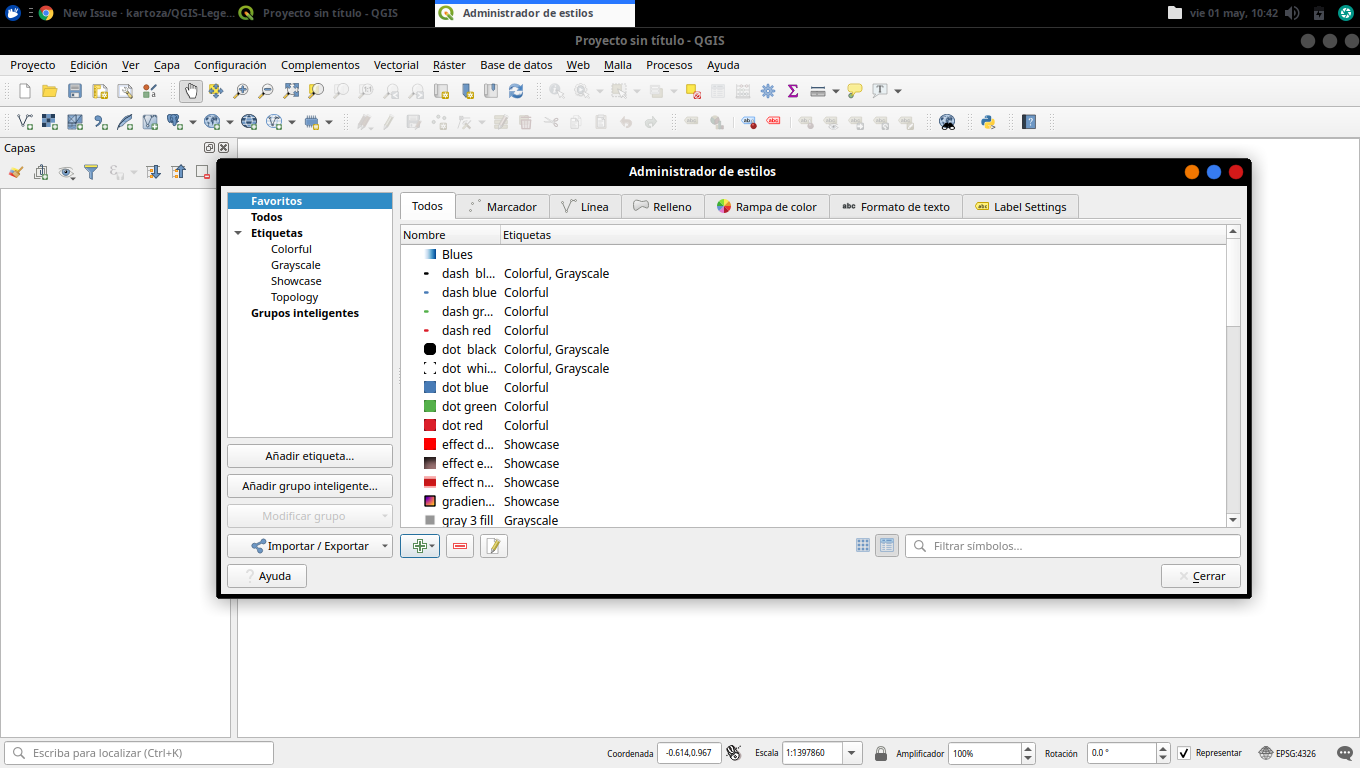 New Issue · kartoza/QGIS-Lege... Proyecto sin título - QGIS Administrador de estilos vie 01 may, 10:42
Proyecto sin título - QGIS
Proyecto Edición Ver Capa Configuración Complementos Vectorial Ráster Base de datos Web Malla Procesos Ayuda
Capas
Administrador de estilos
Favoritos
Todos
Etiquetas
Colorful
Grayscale
Showcase
Topology
Grupos inteligentes
Añadir etiqueta...
Añadir grupo inteligente...
Modificar grupo
Importar / Exportar
Ayuda
Todos Marcador Línea Relleno Rampa de color abc Formato de texto abc Label Settings
Nombre Etiquetas
Blues
dash bl... Colorful, Grayscale
dash blue Colorful
dash gr... Colorful
dash red Colorful
dot black Colorful, Grayscale
dot whi... Colorful, Grayscale
dot blue Colorful
dot green Colorful
dot red Colorful
effect d... Showcase
effect e... Showcase
effect n... Showcase
gradien... Showcase
gray 3 fill Grayscale
Filtrar símbolos...
Cerrar
Escriba para localizar (Ctrl+K) Coordenada -0.614,0.967 Escala 1:1397860 Amplificador 100% Rotación 0.0 ° Representar EPSG:4326